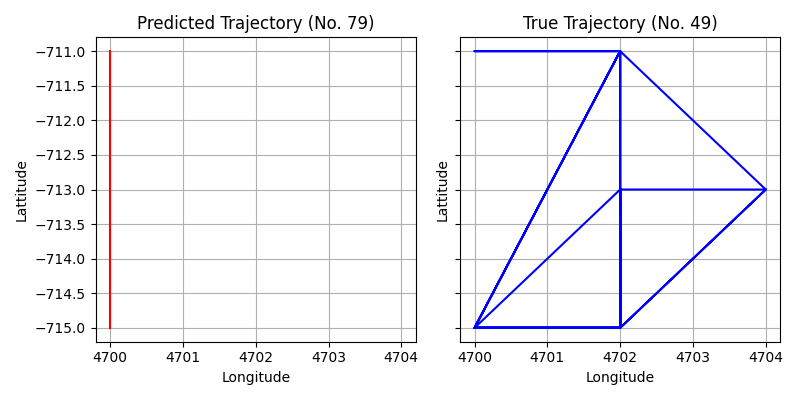 Predicted Trajectory (No. 79)
−711.0
−711.5
−712.0
−712.5
−713.0
−713.5
−714.0
−714.5
−715.0
Lattitude
4700 4701 4702 4703 4704
Longitude
True Trajectory (No. 49)
Lattitude
4700 4701 4702 4703 4704
Longitude